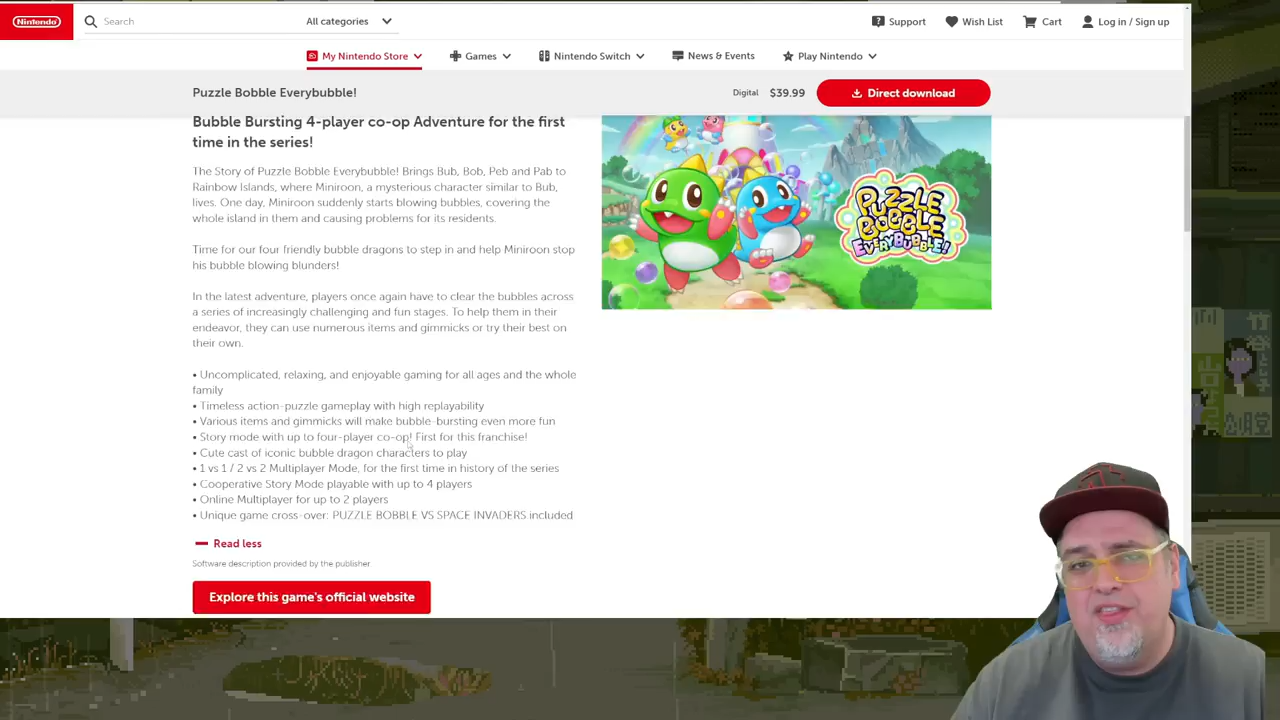 Nintendo
Search
All categories
Support
Wish List
Cart
Log in / Sign up
My Nintendo Store
Games
Nintendo Switch
News & Events
Play Nintendo
Puzzle Bobble Everybubble!
Digital $39.99
Direct download
Bubble Bursting 4-player co-op Adventure for the first
time in the series!
The Story of Puzzle Bobble Everybubble! Brings Bub, Bob, Peb and Pab to
Rainbow Islands, where Miniroon, a mysterious character similar to Bub,
lives. One day, Miniroon suddenly starts blowing bubbles, covering the
whole island in them and causing problems for its residents.
Time for our four friendly bubble dragons to step in and help Miniroon stop
his bubble blowing blunders!
In the latest adventure, players once again have to clear the bubbles across
a series of increasingly challenging and fun stages. To help them in their
endeavor, they can use numerous items and gimmicks or try their best on
their own.
• Uncomplicated, relaxing, and enjoyable gaming for all ages and the whole
family
• Timeless action-puzzle gameplay with high replayability
• Various items and gimmicks will make bubble-bursting even more fun
• Story mode with up to four-player co-op! First for this franchise!
• Cute cast of iconic bubble dragon characters to play
• 1 vs 1 / 2 vs 2 Multiplayer Mode, for the first time in history of the series
• Cooperative Story Mode playable with up to 4 players
• Online Multiplayer for up to 2 players
• Unique game cross-over: PUZZLE BOBBLE VS SPACE INVADERS included
Read less
Software description provided by the publisher
Explore this game's official website
PUZZLE
BOBBLE
EVERYBUBBLE!